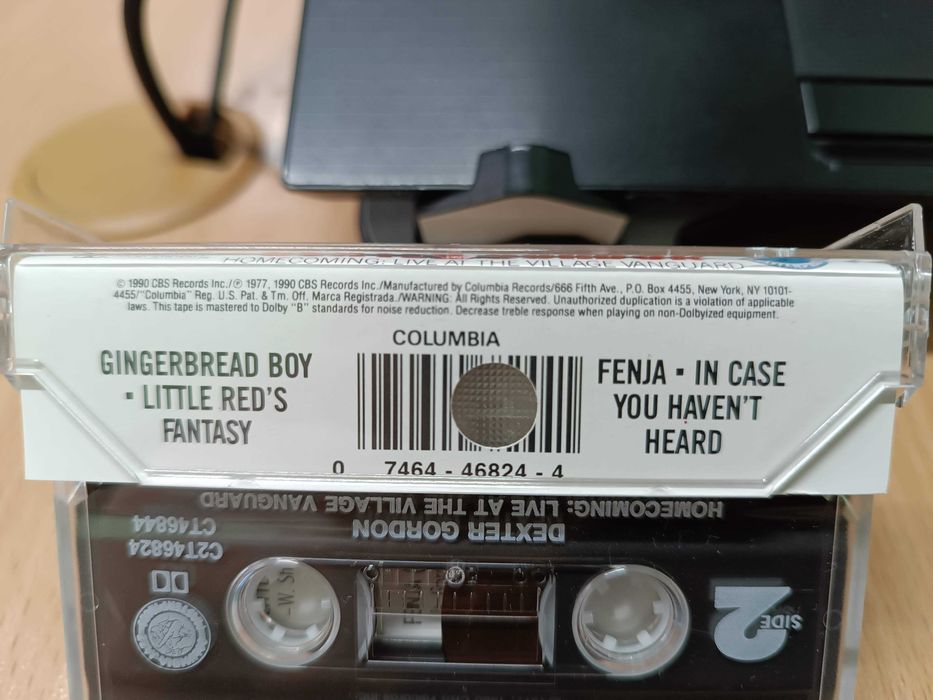 HOMECOMING: LIVE AT THE VILLAGE VANGUARD
© 1990 CBS Records Inc./℗ 1977, 1990 CBS Records Inc./Manufactured by Columbia Records/666 Fifth Ave., P.O. Box 4455, New York, NY 10101-
4455/"Columbia" Reg. U.S. Pat. & Tm. Off. Marca Registrada./WARNING: All Rights Reserved. Unauthorized duplication is a violation of applicable
laws. This tape is mastered to Dolby "B" standards for noise reduction. Decrease treble response when playing on non-Dolbyized equipment.
COLUMBIA
GINGERBREAD BOY
▪ LITTLE RED'S
FANTASY
FENJA ▪ IN CASE
YOU HAVEN'T
HEARD
0 7464 - 46824 - 4
HOMECOMING: LIVE AT THE VILLAGE VANGUARD
DEXTER GORDON
CT46844
C2T46824
SIDE
2